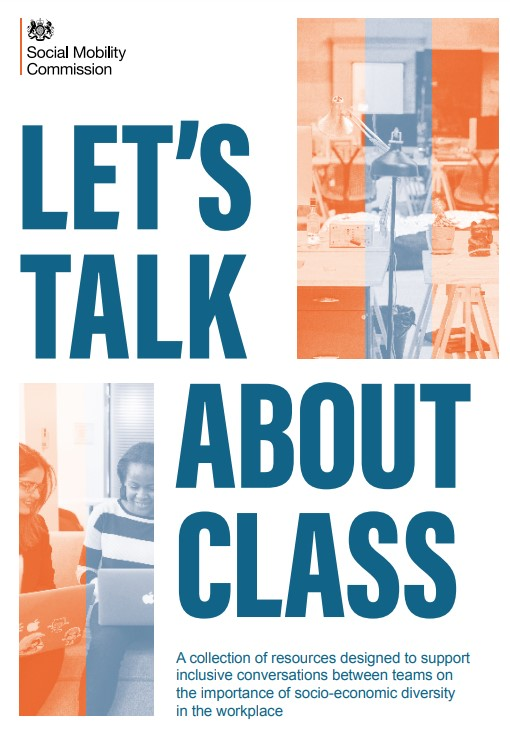 Social Mobility
Commission
LET'S
TALK
ABOUT
CLASS
A collection of resources designed to support
inclusive conversations between teams on
the importance of socio-economic diversity
in the workplace